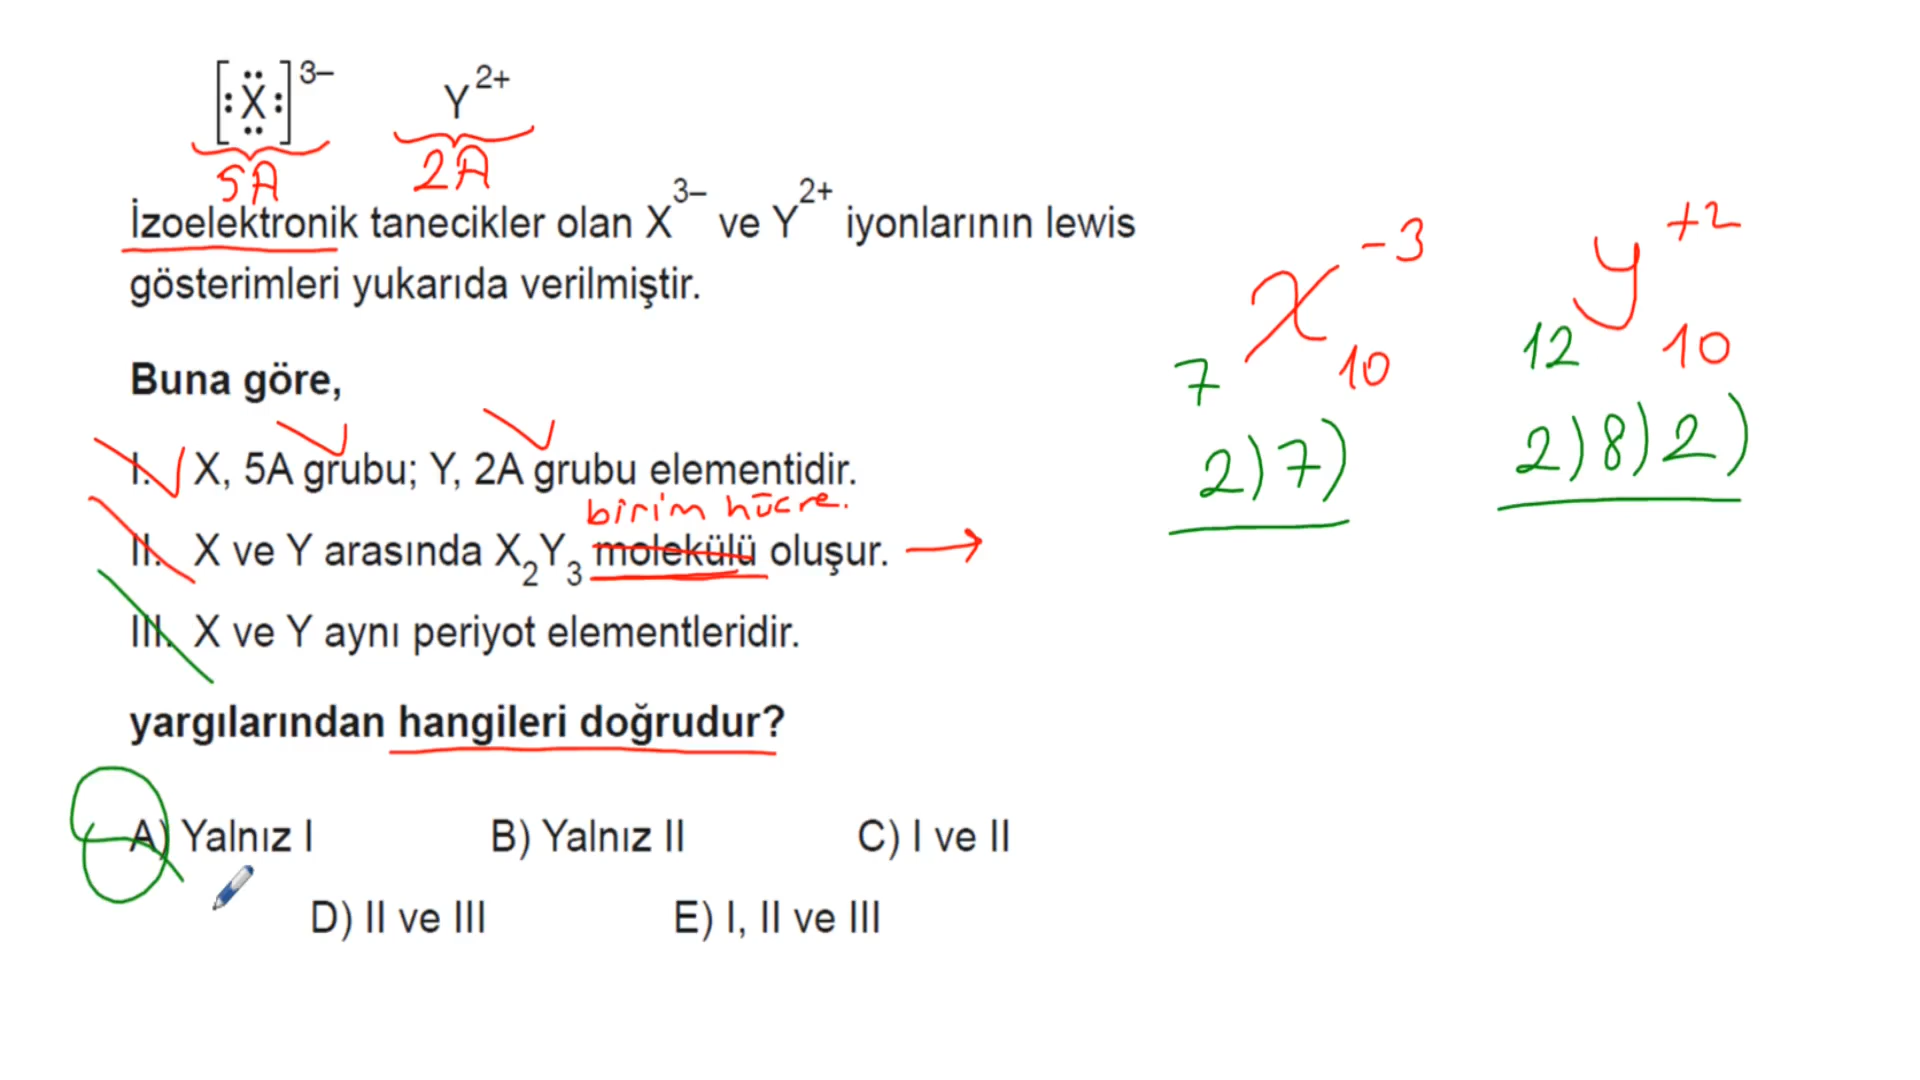 [:Ẍ:]3– Y2+
5A 2A
İzoelektronik tanecikler olan X3– ve Y2+ iyonlarının lewis
gösterimleri yukarıda verilmiştir.
Buna göre,
I. X, 5A grubu; Y, 2A grubu elementidir.
birim hücre.
II. X ve Y arasında X2Y3 molekülü oluşur. →
III. X ve Y aynı periyot elementleridir.
yargılarından hangileri doğrudur?
A) Yalnız I B) Yalnız II C) I ve II
D) II ve III E) I, II ve III
x -3 y +2
7 10 12 10
2)7) 2)8)2)